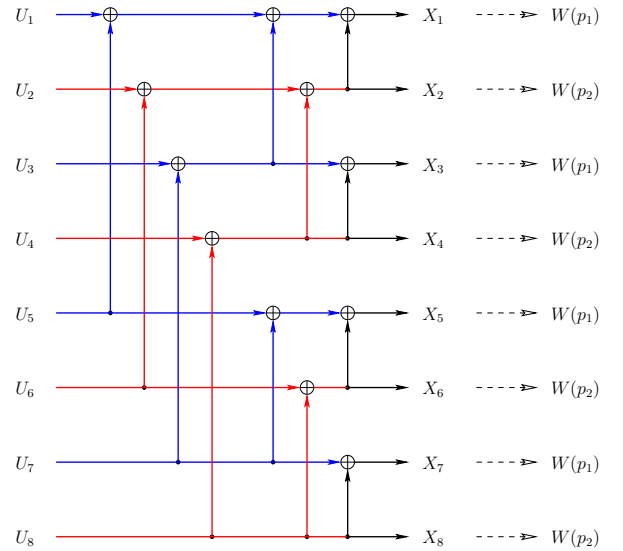 U₁ X₁ W(p₁)
U₂ X₂ W(p₂)
U₃ X₃ W(p₁)
U₄ X₄ W(p₂)
U₅ X₅ W(p₁)
U₆ X₆ W(p₂)
U₇ X₇ W(p₁)
U₈ X₈ W(p₂)